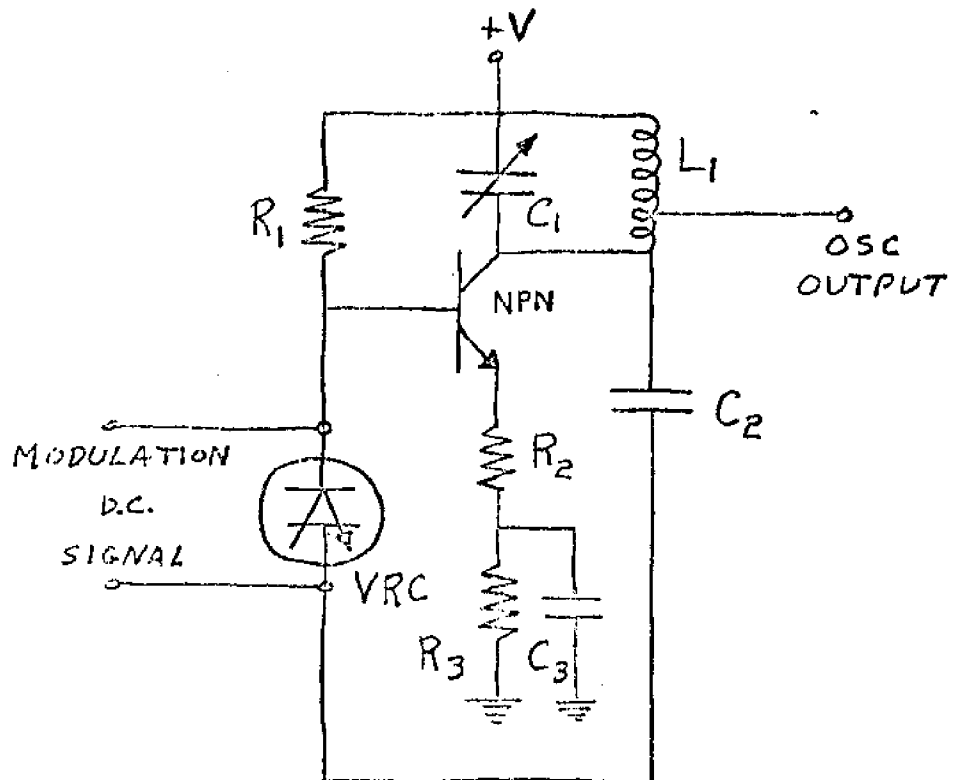 +V
R1
C1
L1
OSC
OUTPUT
NPN
MODULATION
D.C.
SIGNAL
VRC
R2
C2
R3
C3